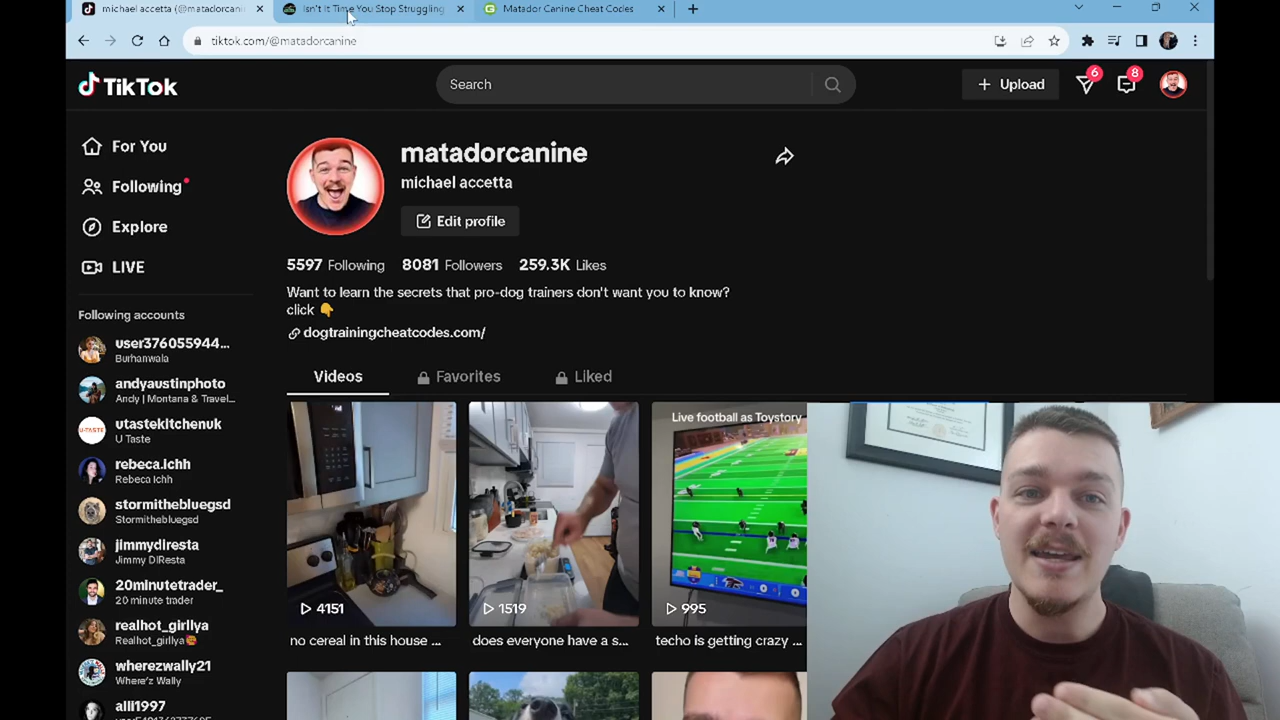 michael accetta (@matadorcani
Isn't It Time You Stop Struggling
Matador Canine Cheat Codes
tiktok.com/@matadorcanine
TikTok
Search
Upload
6
8
For You
Following
Explore
LIVE
Following accounts
user376055944...
Burhanwala
andyaustinphoto
Andy | Montana & Travel...
U-TASTE
utastekitchenuk
U Taste
rebeca.lchh
Rebeca lchh
stormithebluegsd
Stormithebluegsd
jimmydiresta
Jimmy DIResta
20minutetrader_
20 minute trader
realhot_girllya
Realhot_girllya
wherezwally21
Where'z Wally
alli1997
matadorcanine
michael accetta
Edit profile
5597 Following 8081 Followers 259.3K Likes
Want to learn the secrets that pro-dog trainers don't want you to know?
click 👇
dogtrainingcheatcodes.com/
Videos Favorites Liked
Live football as Toystory
4151
1519
995
no cereal in this house ...
does everyone have a s...
techo is getting crazy ...